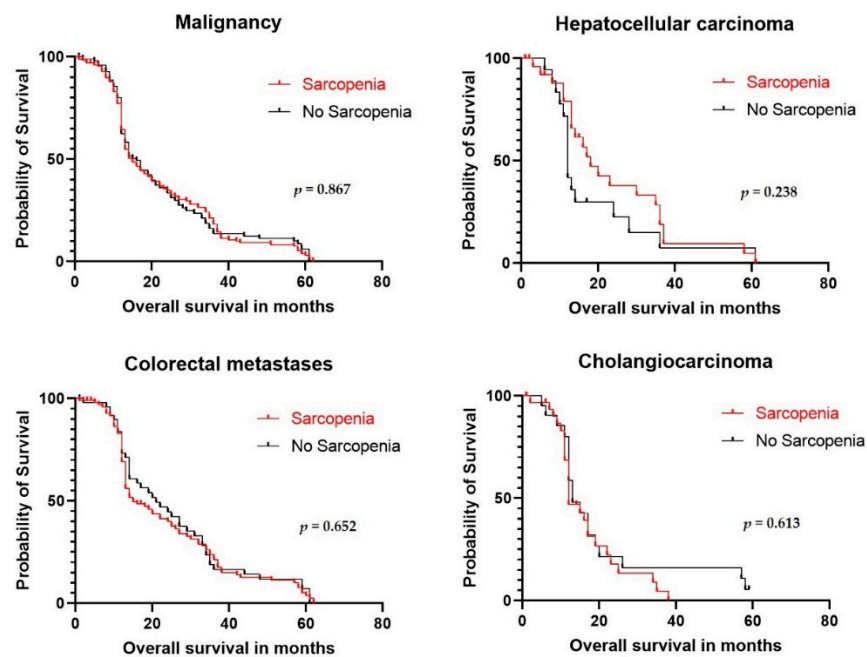 Malignancy
Probability of Survival
100
50
0
Sarcopenia
No Sarcopenia
p = 0.867
0 20 40 60 80
Overall survival in months
Hepatocellular carcinoma
Probability of Survival
100
50
0
Sarcopenia
No Sarcopenia
p = 0.238
0 20 40 60 80
Overall survival in months
Colorectal metastases
Probability of Survival
100
50
0
Sarcopenia
No Sarcopenia
p = 0.652
0 20 40 60 80
Overall survival in months
Cholangiocarcinoma
Probability of Survival
100
50
0
Sarcopenia
No Sarcopenia
p = 0.613
0 20 40 60 80
Overall survival in months